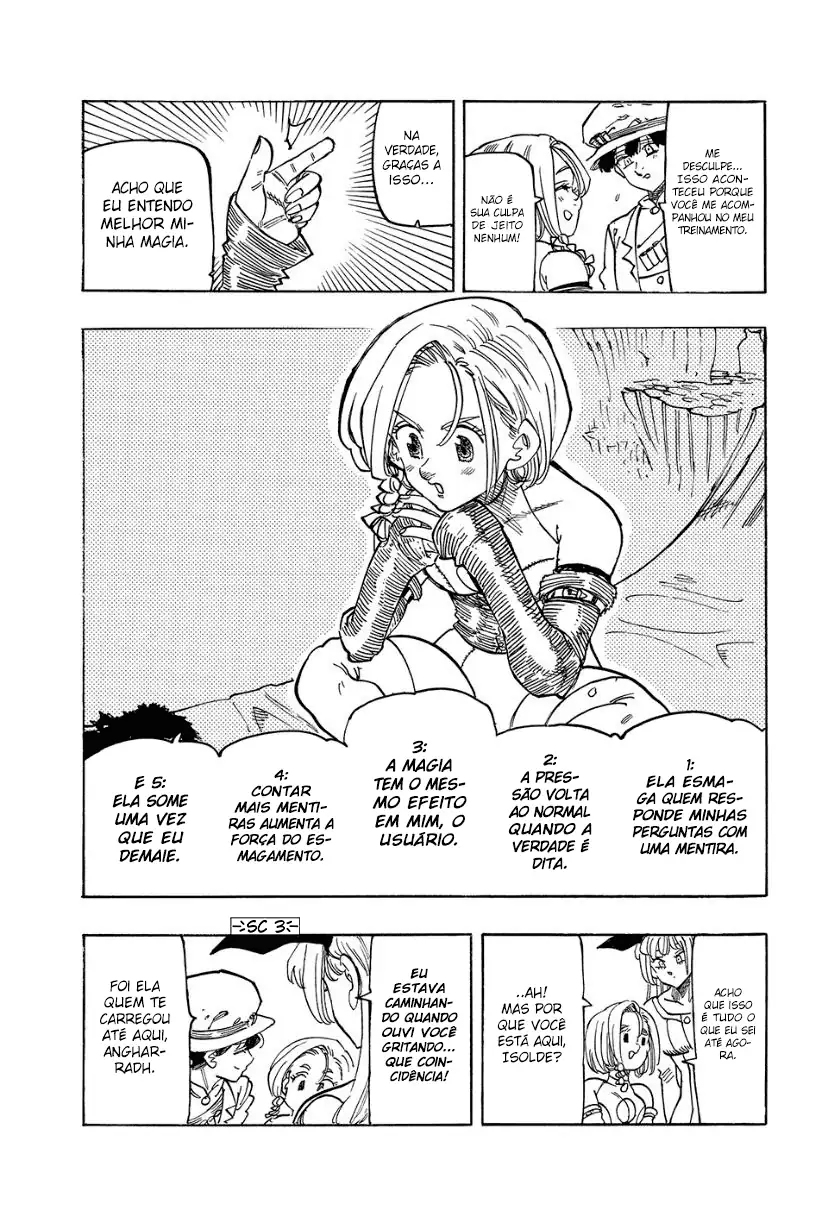 ME
DESCULPE...
ISSO ACON-
TECEU PORQUE
VOCÊ ME ACOM-
PANHOU NO MEU
TREINAMENTO.
NÃO É
SUA CULPA
DE JEITO
NENHUM!
NA
VERDADE,
GRAÇAS A
ISSO...
ACHO QUE
EU ENTENDO
MELHOR MI-
NHA MAGIA.
1:
ELA ESMA-
GA QUEM RES-
PONDE MINHAS
PERGUNTAS COM
UMA MENTIRA.
2:
A PRES-
SÃO VOLTA
AO NORMAL
QUANDO A
VERDADE É
DITA.
3:
A MAGIA
TEM O MES-
MO EFEITO
EM MIM, O
USUÁRIO.
4:
CONTAR
MAIS MENTI-
RAS AUMENTA A
FORÇA DO ES-
MAGAMENTO.
E 5:
ELA SOME
UMA VEZ
QUE EU
DEMAIE.
ACHO
QUE ISSO
É TUDO O
QUE EU SEI
ATÉ AGO-
RA.
..AH!
MAS POR
QUE VOCÊ
ESTÁ AQUI,
ISOLDE?
SC 3
EU
ESTAVA
CAMINHAN-
DO QUANDO
OUVI VOCÊ
GRITANDO...
QUE COIN-
CIDÊNCIA!
FOI ELA
QUEM TE
CARREGOU
ATÉ AQUI,
ANGHAR-
RADH.